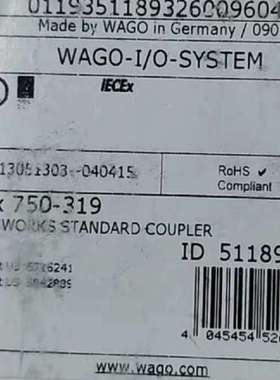 0119351189326009604
Made by WAGO in Germany / 090
WAGO-I/O-SYSTEM
IECEx
13051303--040415
RoHS ✓
Compliant
x 750-319
WORKS STANDARD COUPLER
ID 51189
4 045454 52
www.wago.com